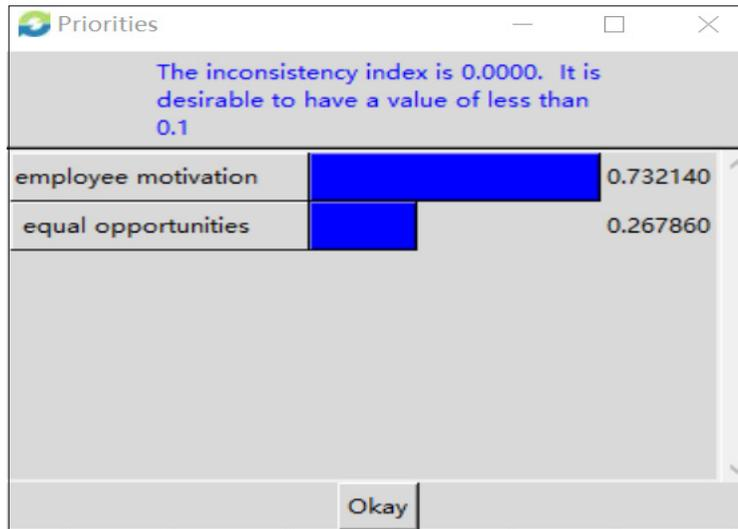 Priorities
The inconsistency index is 0.0000. It is
desirable to have a value of less than
0.1
employee motivation 0.732140
equal opportunities 0.267860
Okay